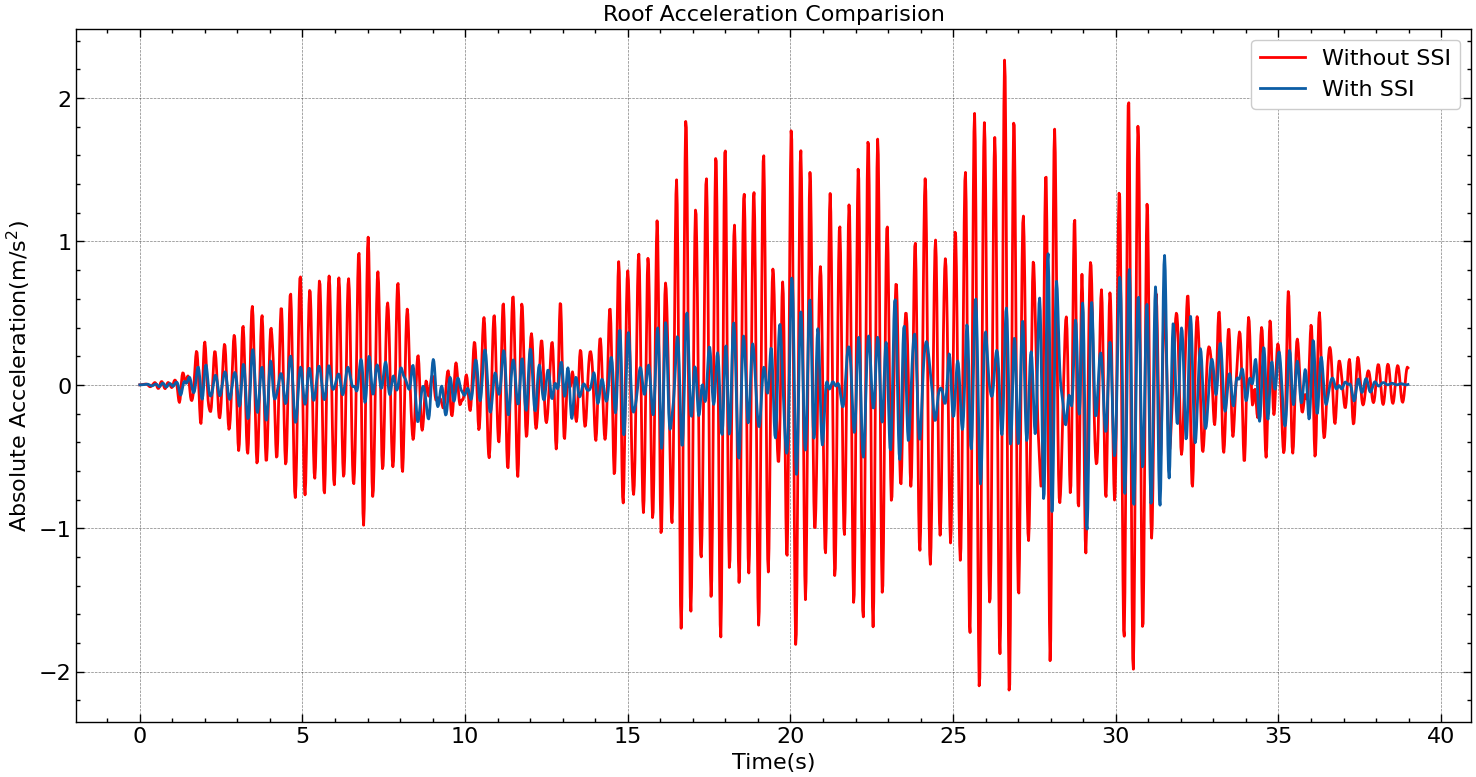 Roof Acceleration Comparision
Without SSI
With SSI
Absolute Acceleration(m/s²)
2
1
0
−1
−2
0 5 10 15 20 25 30 35 40
Time(s)